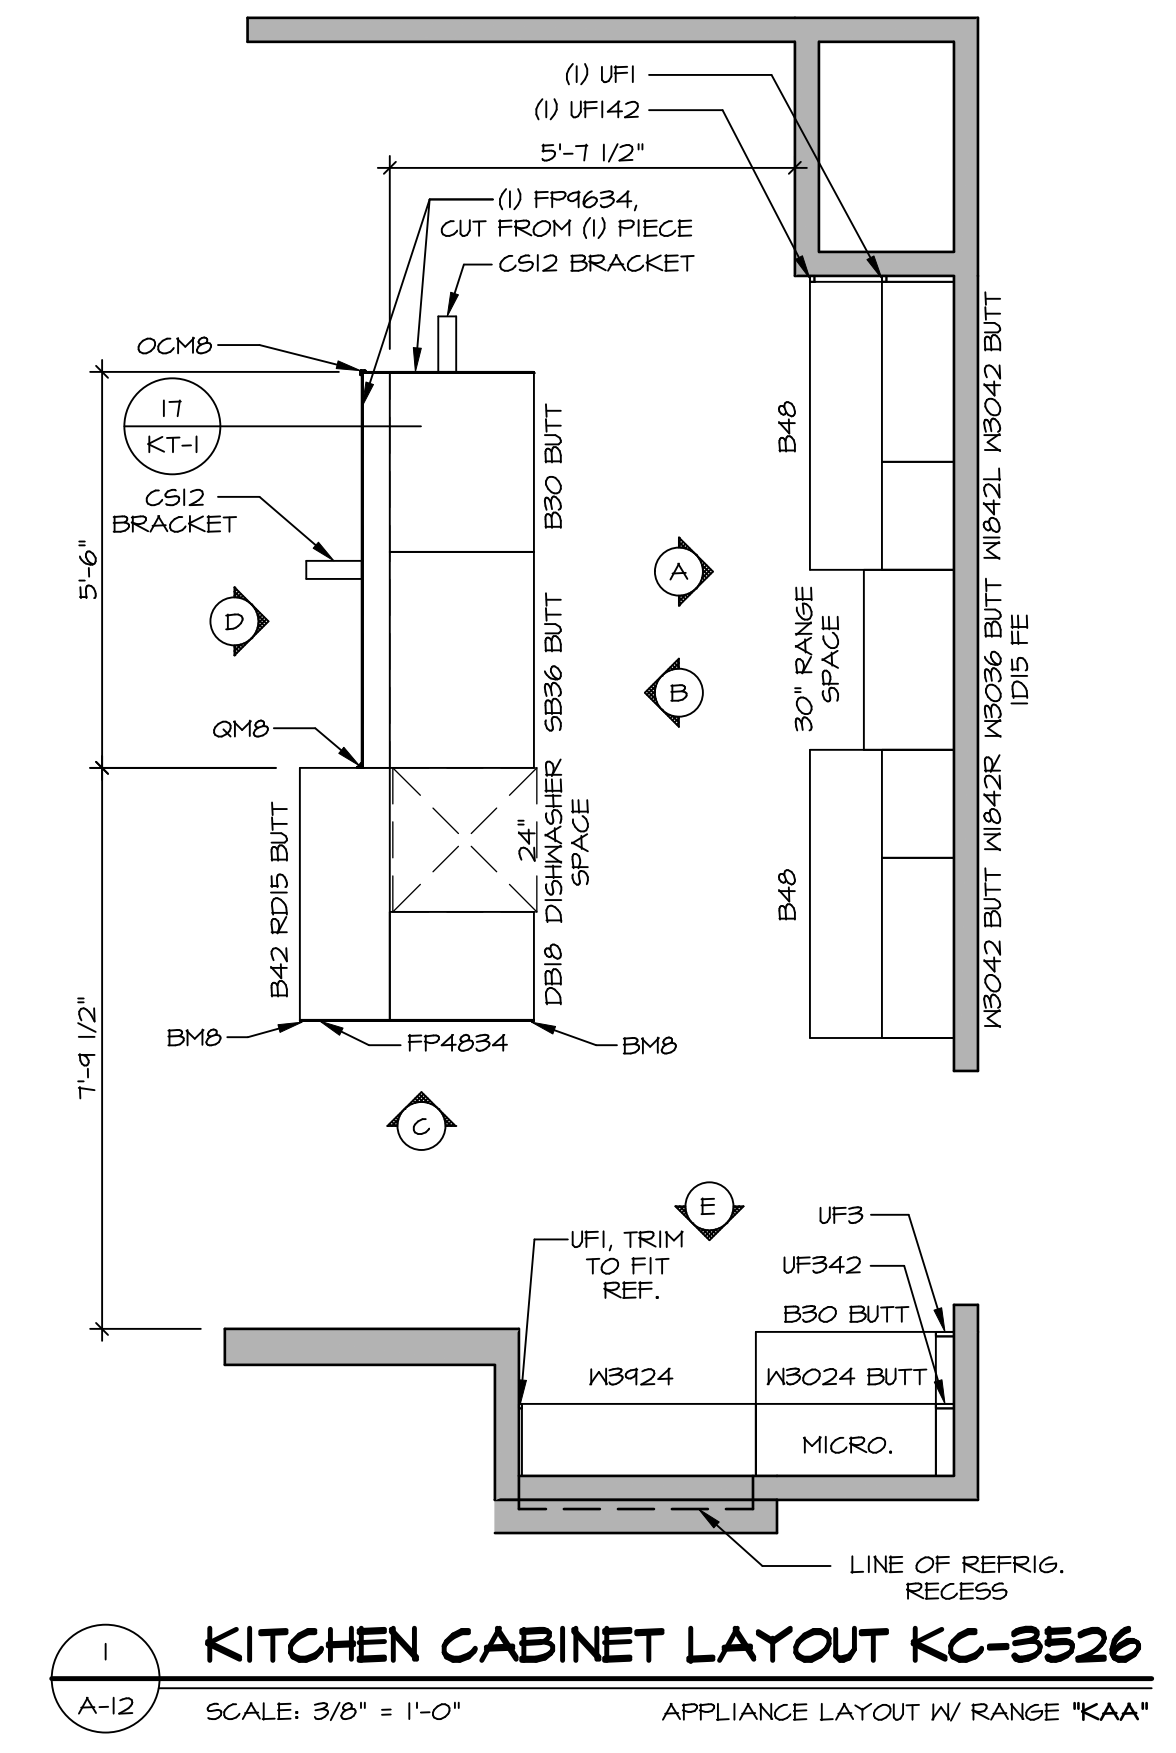 (1) UF1
(1) UF142
5'-7 1/2"
(1) FP9634,
CUT FROM (1) PIECE
CS12 BRACKET
OCM8
17
KT-1
CS12
BRACKET
5'-6"
D
QM8
B30 BUTT
SB36 BUTT
24"
DISHWASHER
SPACE
DB18
B42 RD15 BUTT
7'-9 1/2"
BM8
FP4834
BM8
A
B
C
B48
30" RANGE
SPACE
B48
W3042 BUTT
W1842L
W3036 BUTT
1D15 FE
W1842R
W3042 BUTT
E
UF1, TRIM
TO FIT
REF.
UF3
UF342
B30 BUTT
W3924
W3024 BUTT
MICRO.
LINE OF REFRIG.
RECESS
1
A-12
KITCHEN CABINET LAYOUT KC-3526
SCALE: 3/8" = 1'-0"
APPLIANCE LAYOUT W/ RANGE "KAA"